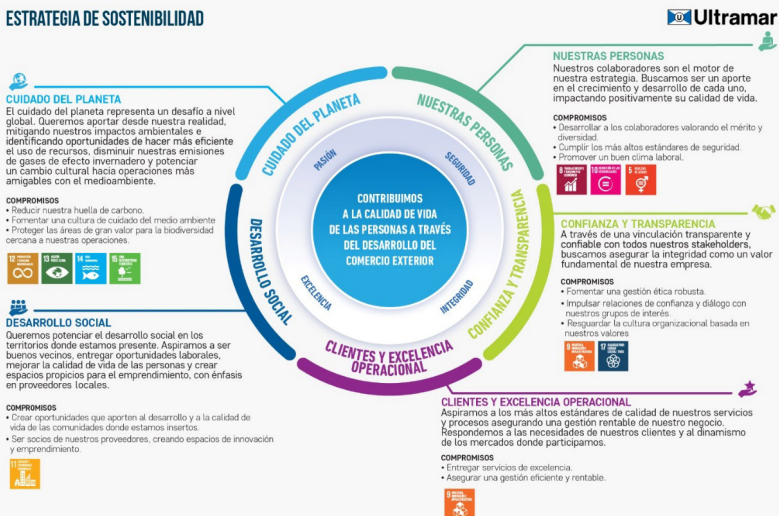 ESTRATEGIA DE SOSTENIBILIDAD
Ultramar
CUIDADO DEL PLANETA
El cuidado del planeta representa un desafío a nivel
global. Queremos aportar desde nuestra realidad,
mitigando nuestros impactos ambientales e
identificando oportunidades de hacer más eficiente
el uso de recursos, disminuir nuestras emisiones
de gases de efecto invernadero y potenciar
un cambio cultural hacia operaciones más
amigables con el medioambiente.
COMPROMISOS
• Reducir nuestra huella de carbono.
• Fomentar una cultura de cuidado del medio ambiente
• Proteger las áreas de gran valor para la biodiversidad
cercana a nuestras operaciones.
12
13
14
15
DESARROLLO SOCIAL
Queremos potenciar el desarrollo social en los
territorios donde estamos presente. Aspiramos a ser
buenos vecinos, entregar oportunidades laborales,
mejorar la calidad de vida de las personas y crear
espacios propicios para el emprendimiento, con énfasis
en proveedores locales.
COMPROMISOS
• Crear oportunidades que aporten al desarrollo y a la calidad de
vida de las comunidades donde estamos insertos.
• Ser socios de nuestros proveedores, creando espacios de innovación
y emprendimiento.
11
CUIDADO DEL PLANETA
NUESTRAS PERSONAS
CONFIANZA Y TRANSPARENCIA
CLIENTES Y EXCELENCIA
OPERACIONAL
DESARROLLO SOCIAL
PASIÓN
SEGURIDAD
INTEGRIDAD
EXCELENCIA
CONTRIBUIMOS
A LA CALIDAD DE VIDA
DE LAS PERSONAS A TRAVÉS
DEL DESARROLLO DEL
COMERCIO EXTERIOR
NUESTRAS PERSONAS
Nuestros colaboradores son el motor de
nuestra estrategia. Buscamos ser un aporte
en el crecimiento y desarrollo de cada uno,
impactando positivamente su calidad de vida.
COMPROMISOS
• Desarrollar a los colaboradores valorando el mérito y
diversidad.
• Cumplir los más altos estándares de seguridad.
• Promover un buen clima laboral.
8
10
5
CONFIANZA Y TRANSPARENCIA
A través de una vinculación transparente y
confiable con todos nuestros stakeholders,
buscamos asegurar la integridad como un valor
fundamental de nuestra empresa.
COMPROMISOS
• Fomentar una gestión ética robusta.
• Impulsar relaciones de confianza y diálogo con
nuestros grupos de interés.
• Resguardar la cultura organizacional basada en
nuestros valores
9
17
CLIENTES Y EXCELENCIA OPERACIONAL
Aspiramos a los más altos estándares de calidad de nuestros servicios
y procesos asegurando una gestión rentable de nuestro negocio.
Respondemos a las necesidades de nuestros clientes y al dinamismo
de los mercados donde participamos.
COMPROMISOS
• Entregar servicios de excelencia.
• Asegurar una gestión eficiente y rentable.
9